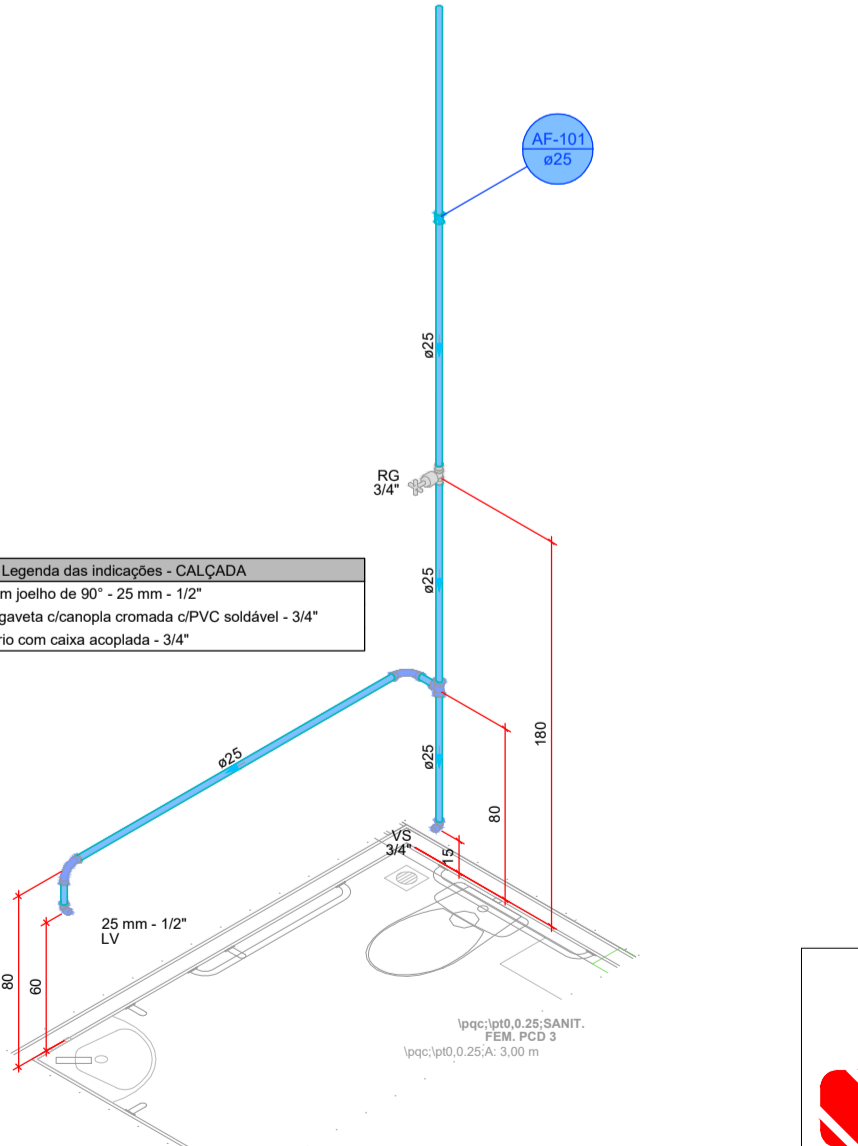 AF-101
ø25
ø25
RG
3/4"
Legenda das indicações - CALÇADA
m joelho de 90° - 25 mm - 1/2"
gaveta c/canopla cromada c/PVC soldável - 3/4"
rio com caixa acoplada - 3/4"
ø25
180
ø25
ø25
80
VS
3/4"
15
25 mm - 1/2"
LV
80
60
\pqc;\pt0,0.25;SANIT.
FEM. PCD 3
\pqc;\pt0,0.25;A: 3,00 m